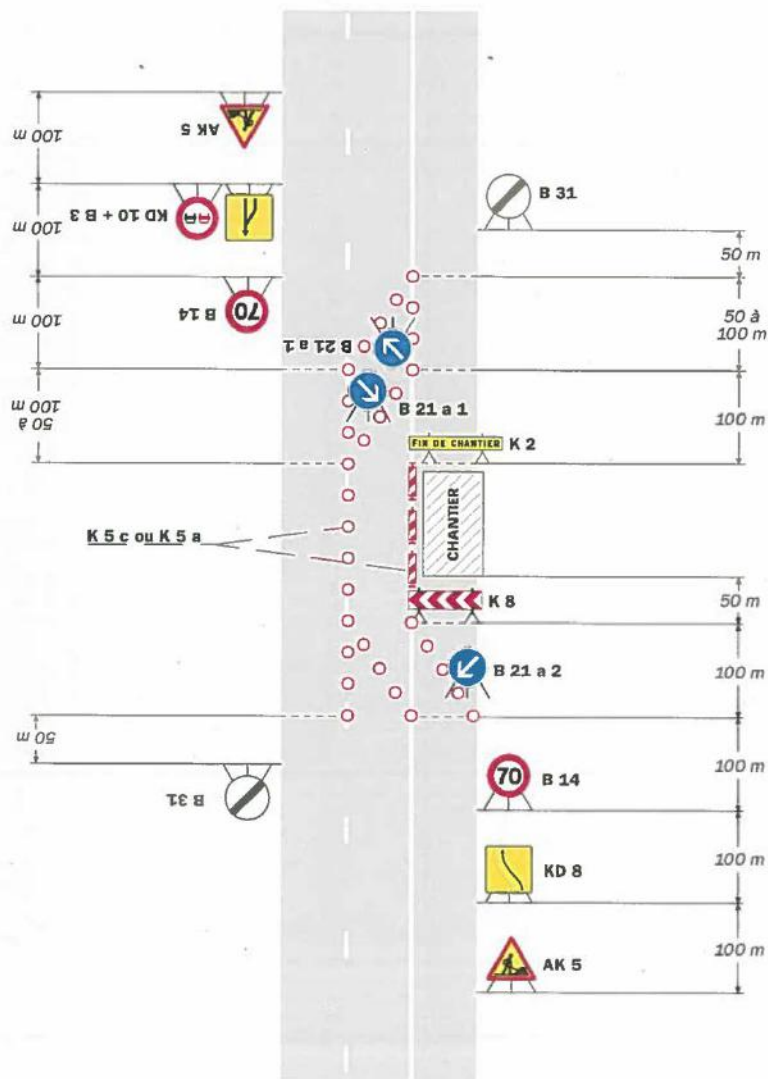 AK 5
100 m
KD 10 + B 3
100 m
B 14
70
100 m
B 21 a 1
50 à
100 m
K 5 c ou K 5 a
50 m
B 31
B 31
50 m
50 à
100 m
B 21 a 1
100 m
FIN DE CHANTIER
K 2
CHANTIER
K 8
50 m
B 21 a 2
100 m
70
B 14
100 m
KD 8
100 m
AK 5
100 m